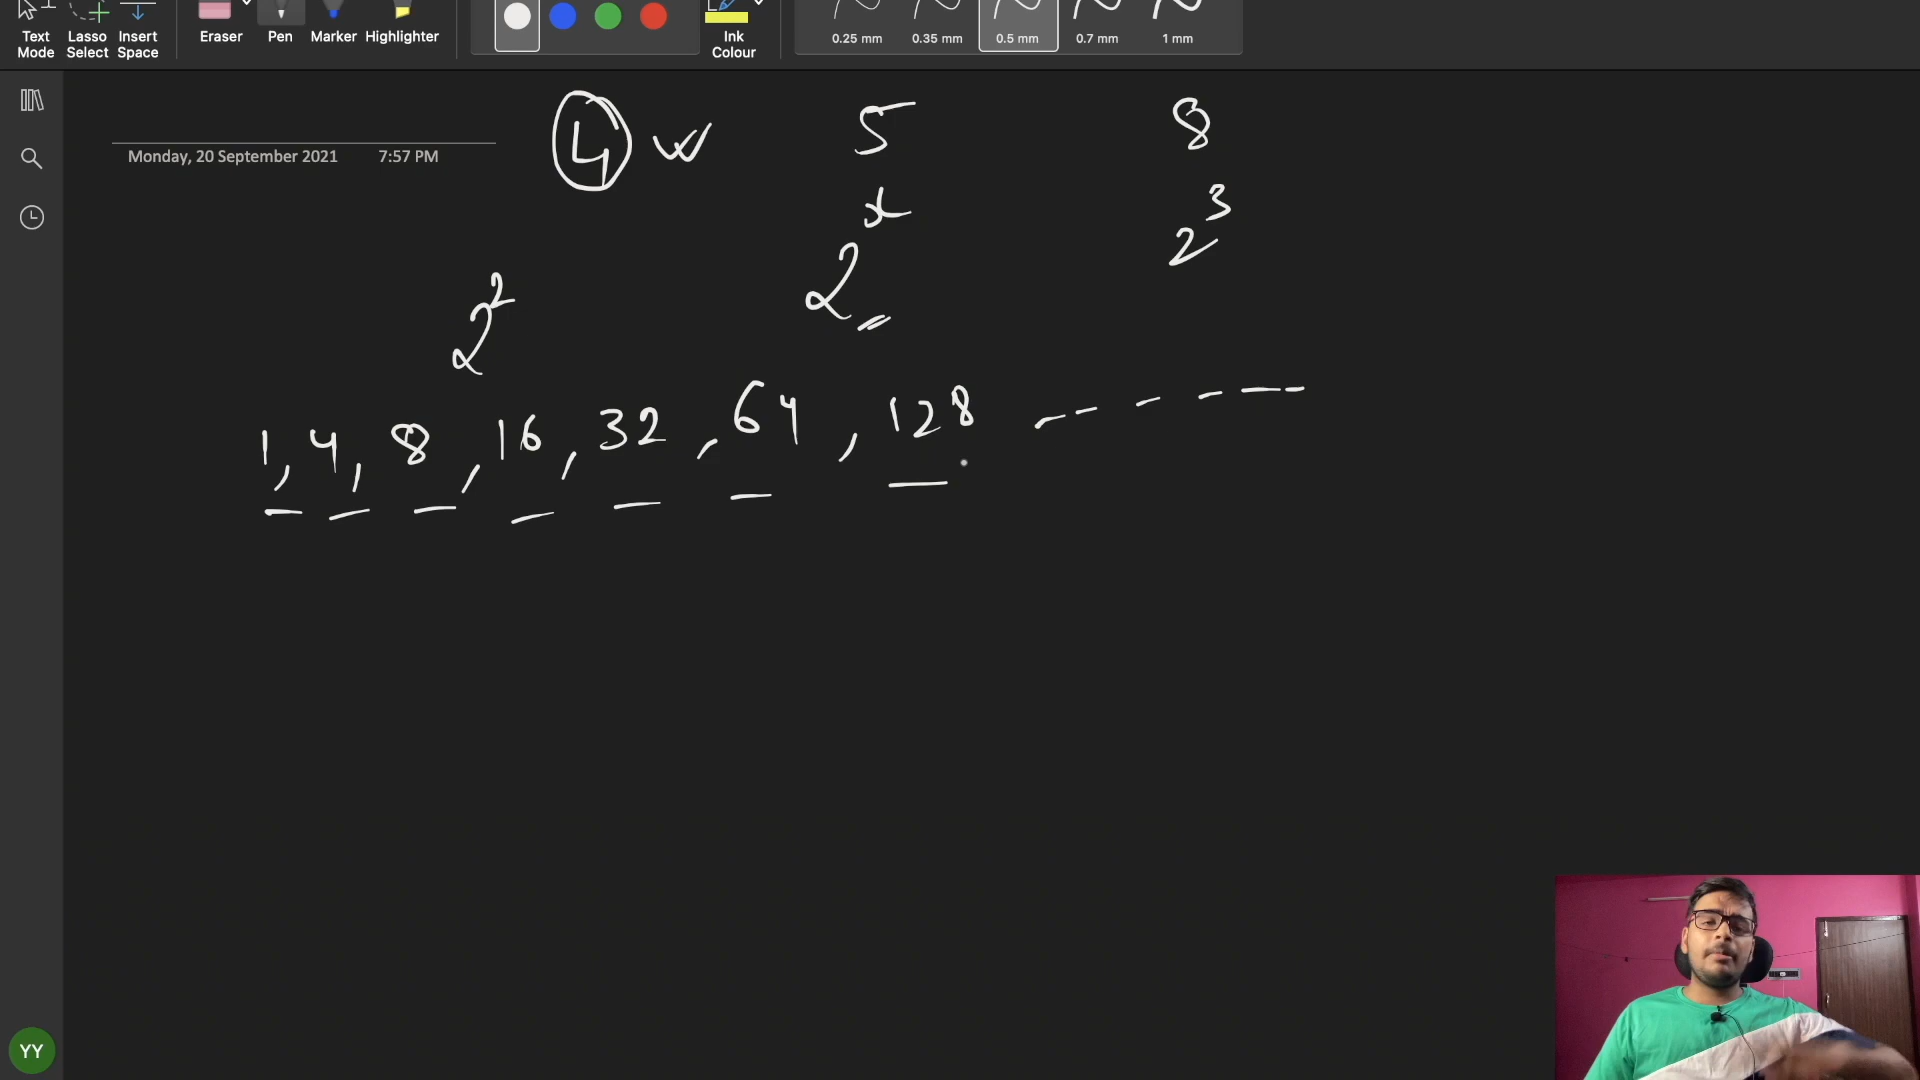 Text Mode
Lasso Select
Insert Space
Eraser
Pen
Marker
Highlighter
Ink Colour
0.25 mm
0.35 mm
0.5 mm
0.7 mm
1 mm
Monday, 20 September 2021 7:57 PM
4 5 8
2^x 2^3
2^2
1, 4, 8, 16, 32, 64, 128 - - - - - -
YY